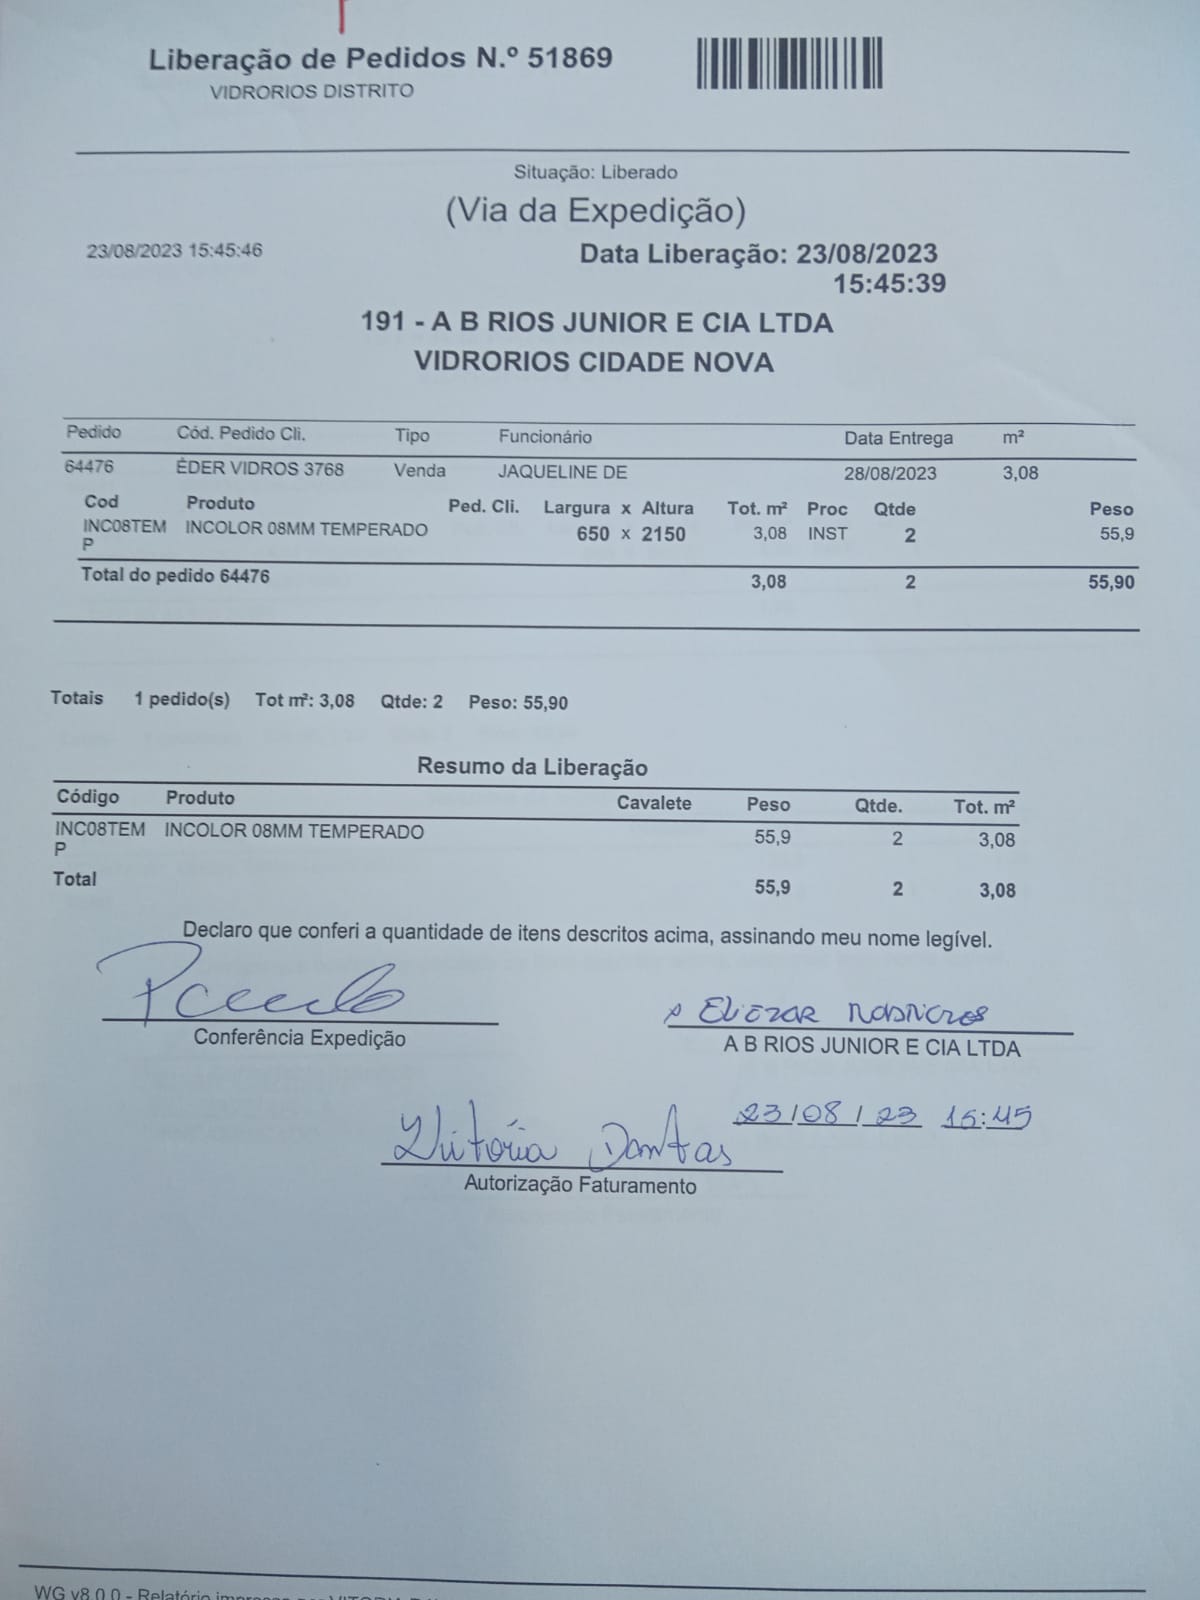 Liberação de Pedidos N.º 51869
VIDRORIOS DISTRITO
Situação: Liberado
(Via da Expedição)
23/08/2023 15:45:46 Data Liberação: 23/08/2023
15:45:39
191 - A B RIOS JUNIOR E CIA LTDA
VIDRORIOS CIDADE NOVA
Pedido Cód. Pedido Cli. Tipo Funcionário Data Entrega m²
64476 ÉDER VIDROS 3768 Venda JAQUELINE DE 28/08/2023 3,08
Cod Produto Ped. Cli. Largura x Altura Tot. m² Proc Qtde Peso
INC08TEM INCOLOR 08MM TEMPERADO 650 x 2150 3,08 INST 2 55,9
P
Total do pedido 64476 3,08 2 55,90
Totais 1 pedido(s) Tot m²: 3,08 Qtde: 2 Peso: 55,90
Resumo da Liberação
Código Produto Cavalete Peso Qtde. Tot. m²
INC08TEM INCOLOR 08MM TEMPERADO 55,9 2 3,08
P
Total 55,9 2 3,08
Declaro que conferi a quantidade de itens descritos acima, assinando meu nome legível.
Conferência Expedição
A B RIOS JUNIOR E CIA LTDA
23/08/23 15:45
Vitória Dantas
Autorização Faturamento
WG v8.0.0 - Relatório